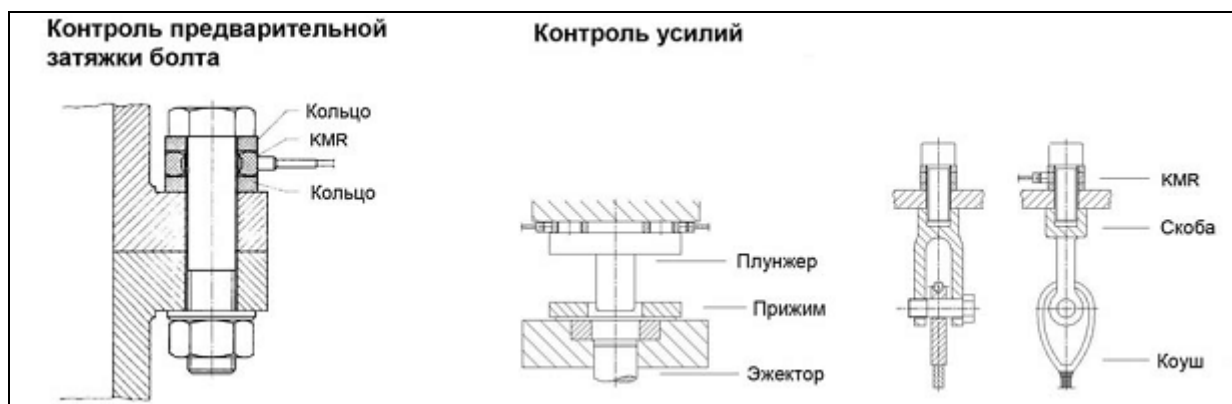 Контроль предварительной
затяжки болта
Контроль усилий
Кольцо
KMR
Кольцо
Плунжер
Прижим
Эжектор
KMR
Скоба
Коуш